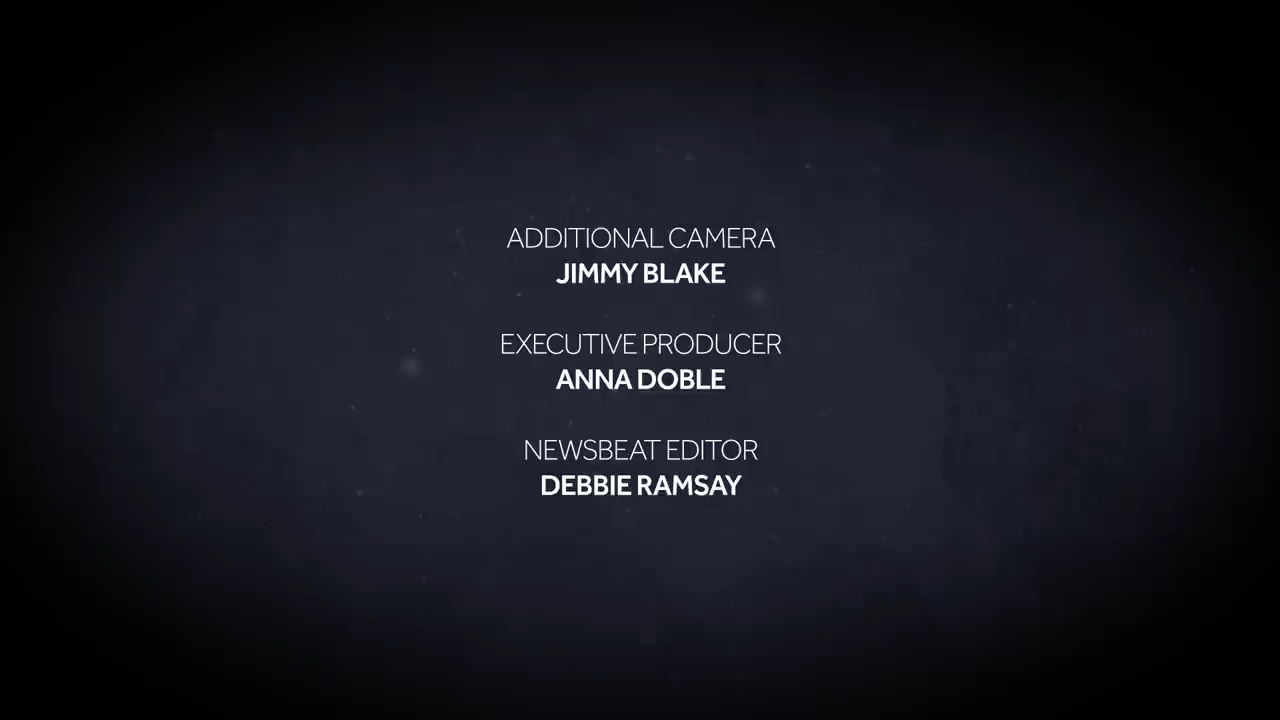 ADDITIONAL CAMERA
JIMMY BLAKE
EXECUTIVE PRODUCER
ANNA DOBLE
NEWSBEAT EDITOR
DEBBIE RAMSAY